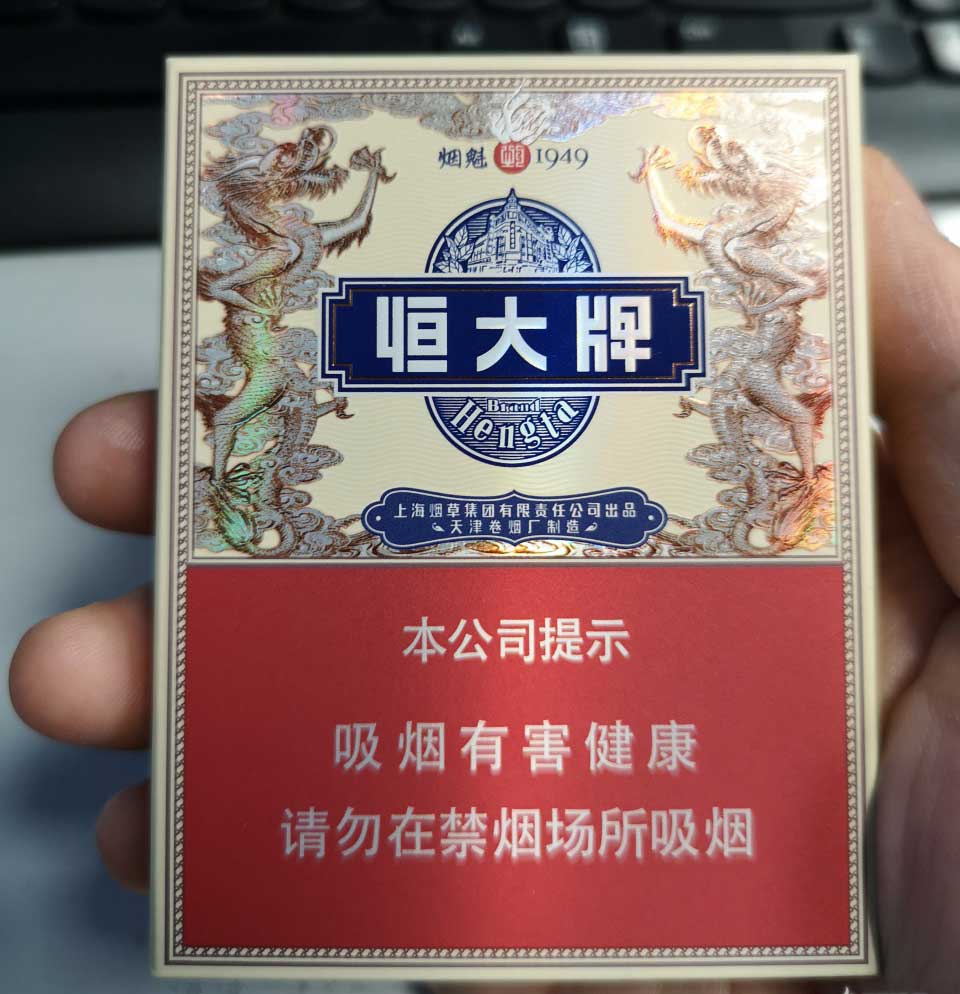 烟魁 1949
恒大牌
Brand
Hengta
上海烟草集团有限责任公司出品
天津卷烟厂制造
本公司提示
吸烟有害健康
请勿在禁烟场所吸烟